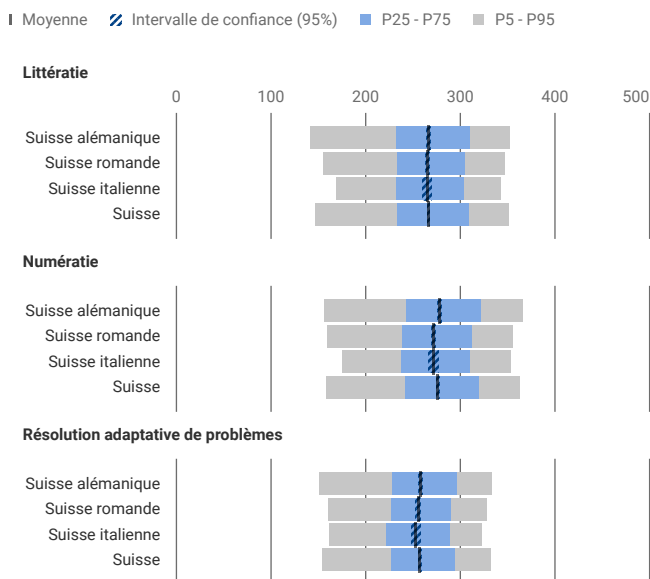 Moyenne Intervalle de confiance (95%) P25 - P75 P5 - P95
Littératie
0 100 200 300 400 500
Suisse alémanique
Suisse romande
Suisse italienne
Suisse
Numératie
Suisse alémanique
Suisse romande
Suisse italienne
Suisse
Résolution adaptative de problèmes
Suisse alémanique
Suisse romande
Suisse italienne
Suisse